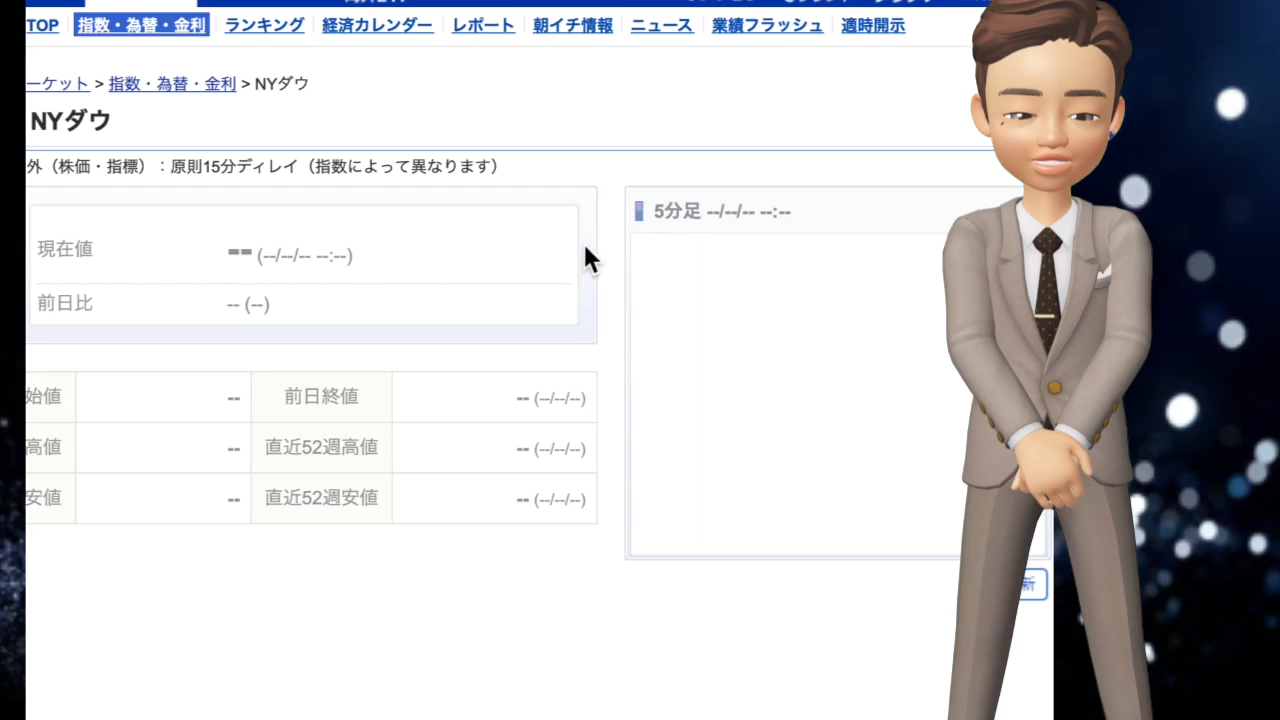 TOP 指数・為替・金利 ランキング 経済カレンダー レポート 朝イチ情報 ニュース 業績フラッシュ 適時開示
ーケット > 指数・為替・金利 > NYダウ
NYダウ
外（株価・指標）：原則15分ディレイ（指数によって異なります）
現在値 -- (--/--/-- --:--)
前日比 -- (--)
5分足 --/--/-- --:--
始値 -- 前日終値 -- (--/--/--)
高値 -- 直近52週高値 -- (--/--/--)
安値 -- 直近52週安値 -- (--/--/--)
新